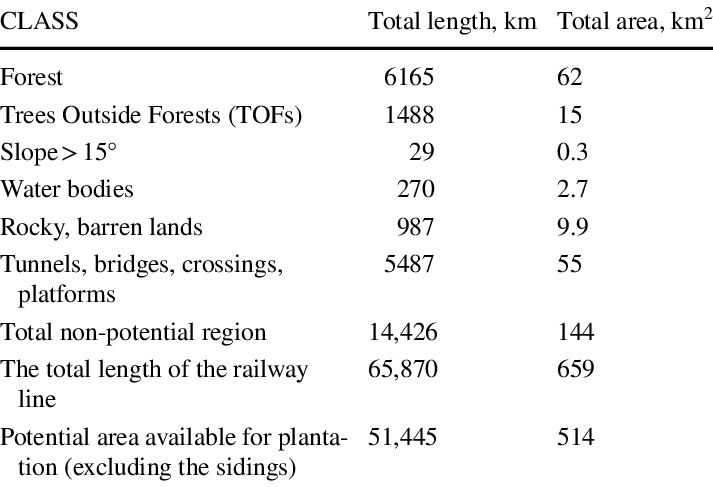 CLASS Total length, km Total area, km²
Forest 6165 62
Trees Outside Forests (TOFs) 1488 15
Slope > 15° 29 0.3
Water bodies 270 2.7
Rocky, barren lands 987 9.9
Tunnels, bridges, crossings, 5487 55
platforms
Total non-potential region 14,426 144
The total length of the railway 65,870 659
line
Potential area available for planta- 51,445 514
tion (excluding the sidings)